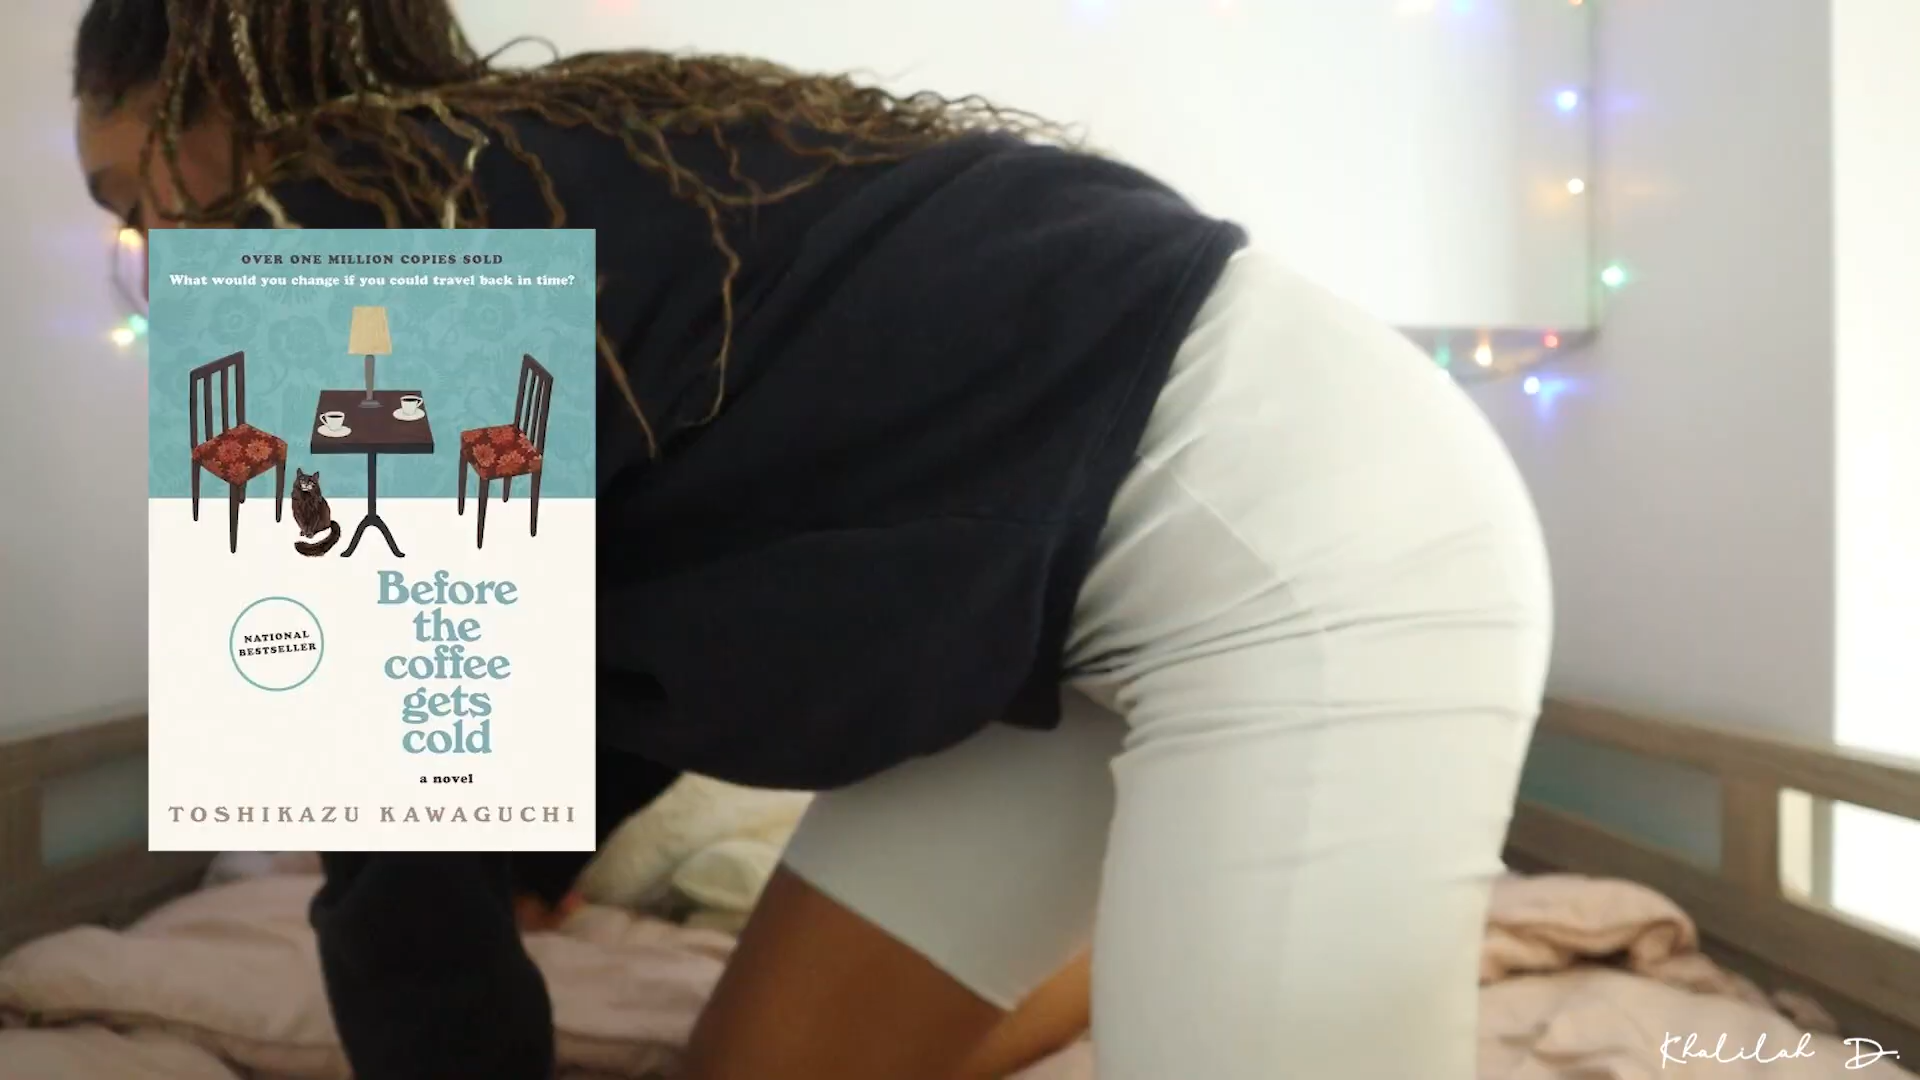 OVER ONE MILLION COPIES SOLD
What would you change if you could travel back in time?
NATIONAL
BESTSELLER
Before
the
coffee
gets
cold
a novel
TOSHIKAZU KAWAGUCHI
Khalilah D.